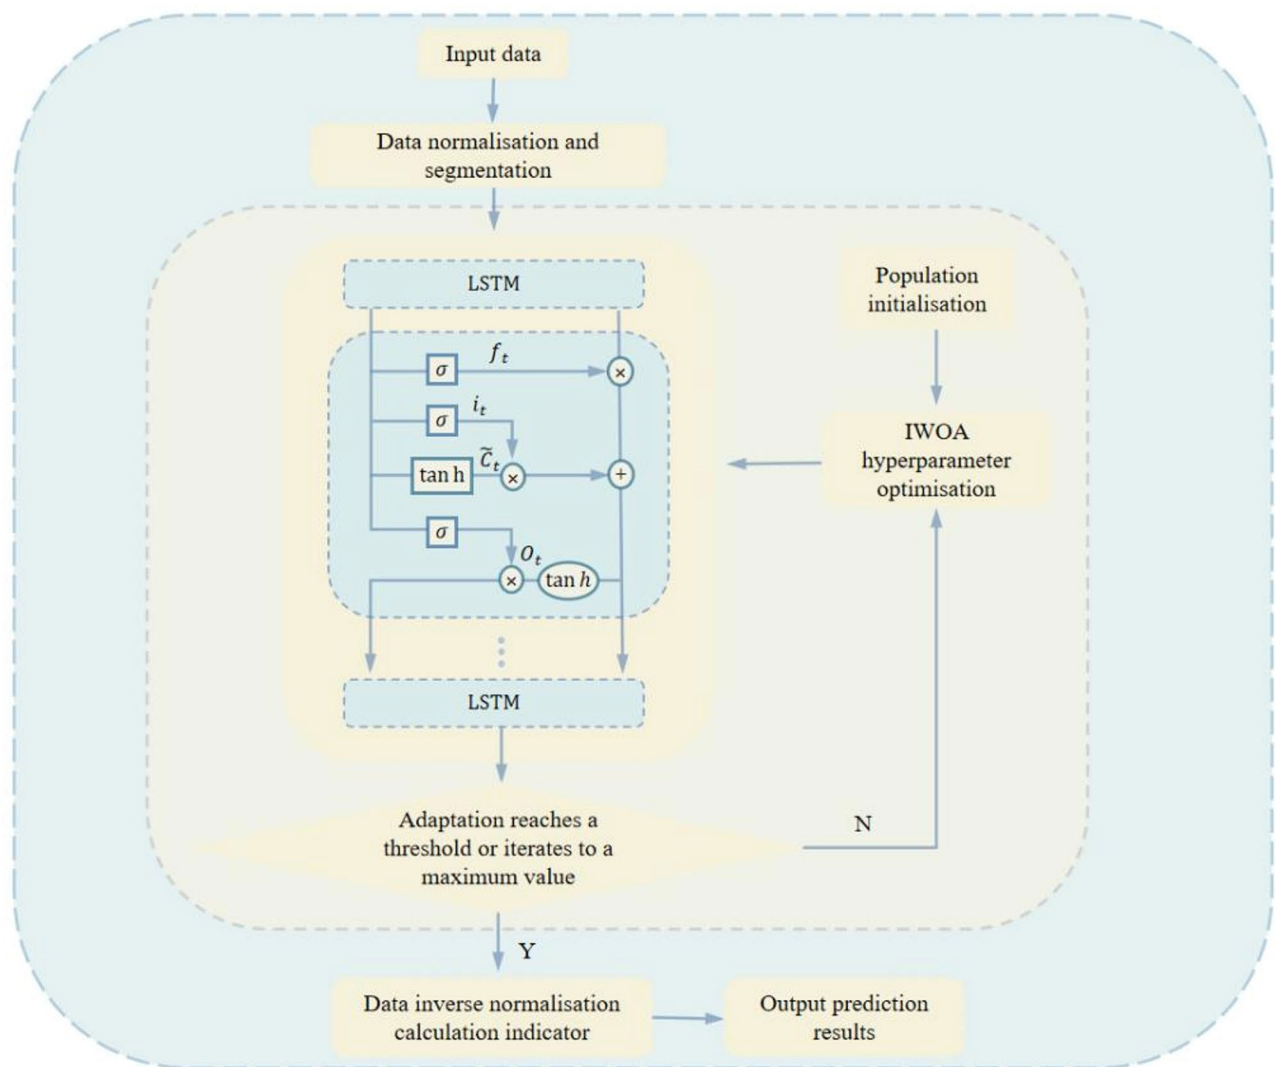 Input data
Data normalisation and
segmentation
LSTM
Population
initialisation
σ
f_t
×
σ
i_t
IWOA
hyperparameter
optimisation
tan h
C̃_t
×
+
σ
O_t
×
tan h
LSTM
Adaptation reaches a
threshold or iterates to a
maximum value
N
Y
Data inverse normalisation
calculation indicator
Output prediction
results